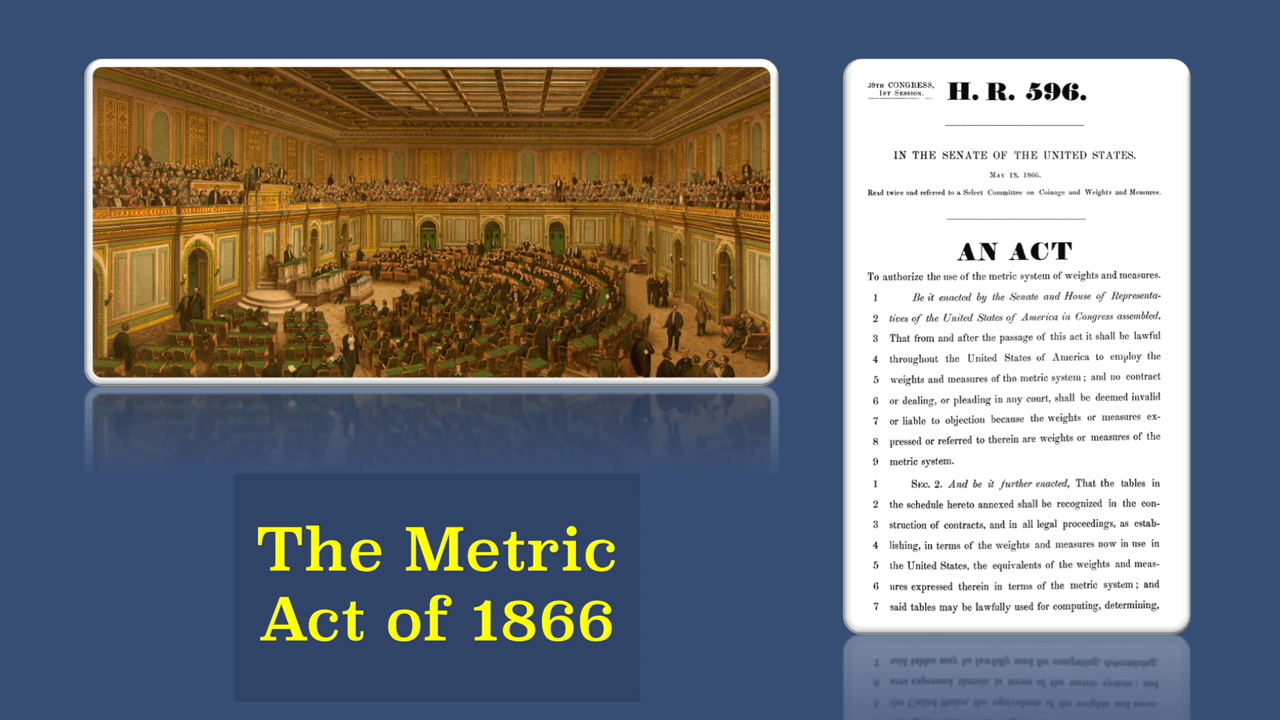 The Metric
Act of 1866
39TH CONGRESS,
1ST SESSION.
H. R. 596.
IN THE SENATE OF THE UNITED STATES.
MAY 18, 1866.
Read twice and referred to a Select Committee on Coinage and Weights and Measures.
AN ACT
To authorize the use of the metric system of weights and measures.
1 Be it enacted by the Senate and House of Representa-
2 tives of the United States of America in Congress assembled,
3 That from and after the passage of this act it shall be lawful
4 throughout the United States of America to employ the
5 weights and measures of the metric system; and no contract
6 or dealing, or pleading in any court, shall be deemed invalid
7 or liable to objection because the weights or measures ex-
8 pressed or referred to therein are weights or measures of the
9 metric system.
1 SEC. 2. And be it further enacted, That the tables in
2 the schedule hereto annexed shall be recognized in the con-
3 struction of contracts, and in all legal proceedings, as estab-
4 lishing, in terms of the weights and measures now in use in
5 the United States, the equivalents of the weights and meas-
6 ures expressed therein in terms of the metric system; and
7 said tables may be lawfully used for computing, determining,